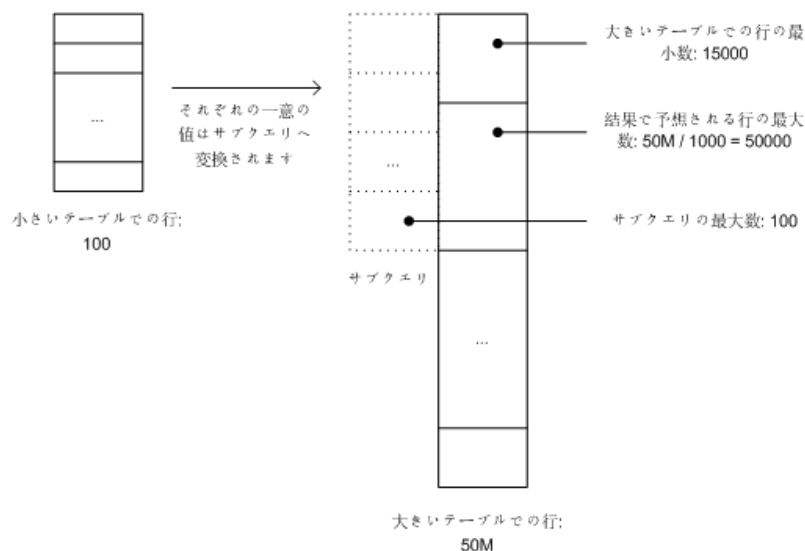 ...
小さいテーブルでの行:
100
それぞれの一意の
値はサブクエリへ
変換されます
...
サブクエリ
大きいテーブルでの行の最
小数: 15000
結果で予想される行の最大
数: 50M / 1000 = 50000
サブクエリの最大数: 100
...
大きいテーブルでの行:
50M